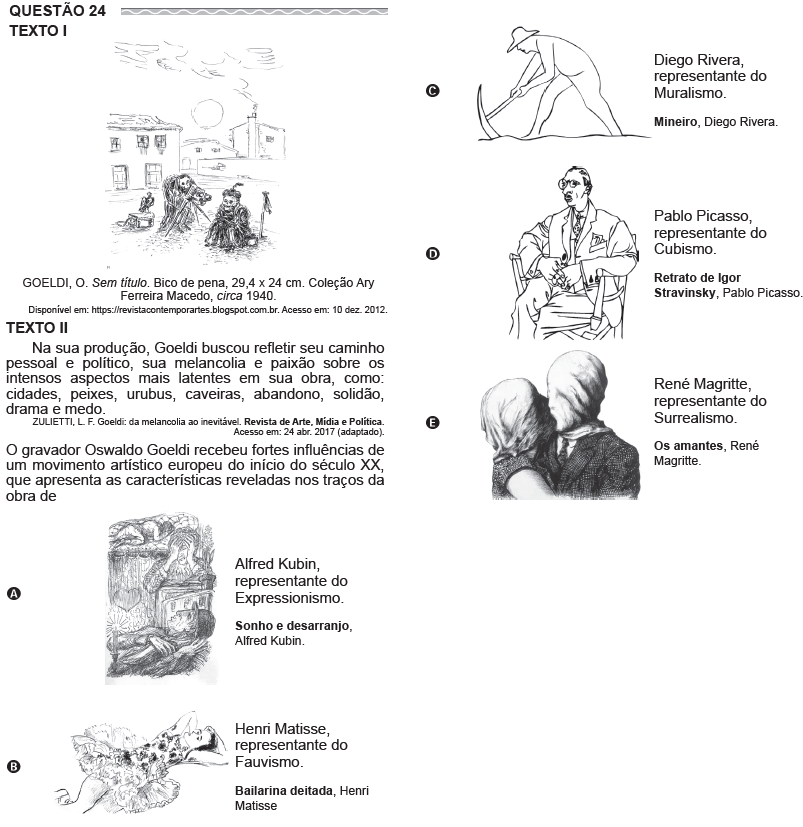 QUESTÃO 24
TEXTO I
GOELDI, O. Sem título. Bico de pena, 29,4 x 24 cm. Coleção Ary
Ferreira Macedo, circa 1940.
Disponível em: https://revistacontemporartes.blogspot.com.br. Acesso em: 10 dez. 2012.
TEXTO II
Na sua produção, Goeldi buscou refletir seu caminho
pessoal e político, sua melancolia e paixão sobre os
intensos aspectos mais latentes em sua obra, como:
cidades, peixes, urubus, caveiras, abandono, solidão,
drama e medo.
ZULIETTI, L. F. Goeldi: da melancolia ao inevitável. Revista de Arte, Mídia e Política.
Acesso em: 24 abr. 2017 (adaptado).
O gravador Oswaldo Goeldi recebeu fortes influências de
um movimento artístico europeu do início do século XX,
que apresenta as características reveladas nos traços da
obra de
A
Alfred Kubin,
representante do
Expressionismo.
Sonho e desarranjo,
Alfred Kubin.
B
Henri Matisse,
representante do
Fauvismo.
Bailarina deitada, Henri
Matisse
C
Diego Rivera,
representante do
Muralismo.
Mineiro, Diego Rivera.
D
Pablo Picasso,
representante do
Cubismo.
Retrato de Igor
Stravinsky, Pablo Picasso.
E
René Magritte,
representante do
Surrealismo.
Os amantes, René
Magritte.